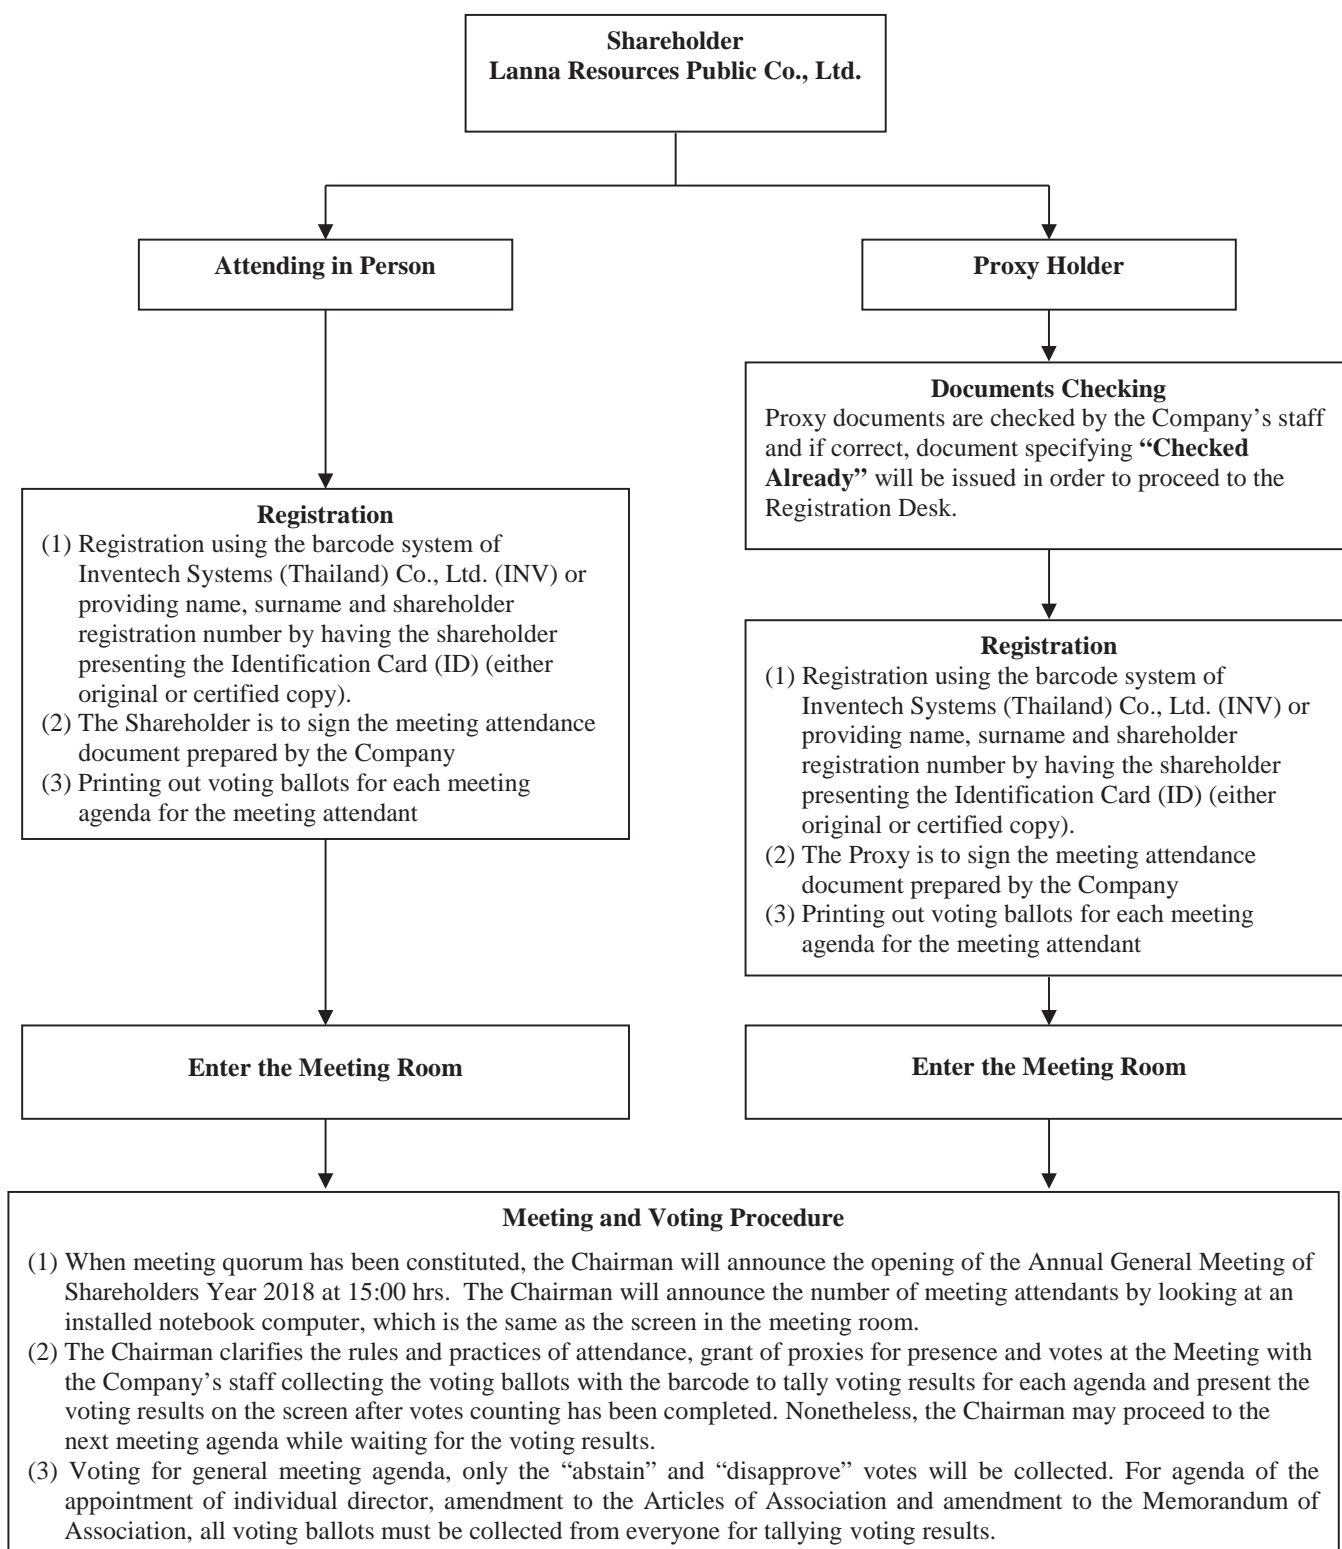 Shareholder
Lanna Resources Public Co., Ltd.
Attending in Person
Proxy Holder
Documents Checking
Proxy documents are checked by the Company’s staff
and if correct, document specifying “Checked
Already” will be issued in order to proceed to the
Registration Desk.
Registration
(1) Registration using the barcode system of
Inventech Systems (Thailand) Co., Ltd. (INV) or
providing name, surname and shareholder
registration number by having the shareholder
presenting the Identification Card (ID) (either
original or certified copy).
(2) The Shareholder is to sign the meeting attendance
document prepared by the Company
(3) Printing out voting ballots for each meeting
agenda for the meeting attendant
Registration
(1) Registration using the barcode system of
Inventech Systems (Thailand) Co., Ltd. (INV) or
providing name, surname and shareholder
registration number by having the shareholder
presenting the Identification Card (ID) (either
original or certified copy).
(2) The Proxy is to sign the meeting attendance
document prepared by the Company
(3) Printing out voting ballots for each meeting
agenda for the meeting attendant
Enter the Meeting Room
Enter the Meeting Room
Meeting and Voting Procedure
(1) When meeting quorum has been constituted, the Chairman will announce the opening of the Annual General Meeting of
Shareholders Year 2018 at 15:00 hrs. The Chairman will announce the number of meeting attendants by looking at an
installed notebook computer, which is the same as the screen in the meeting room.
(2) The Chairman clarifies the rules and practices of attendance, grant of proxies for presence and votes at the Meeting with
the Company’s staff collecting the voting ballots with the barcode to tally voting results for each agenda and present the
voting results on the screen after votes counting has been completed. Nonetheless, the Chairman may proceed to the
next meeting agenda while waiting for the voting results.
(3) Voting for general meeting agenda, only the “abstain” and “disapprove” votes will be collected. For agenda of the
appointment of individual director, amendment to the Articles of Association and amendment to the Memorandum of
Association, all voting ballots must be collected from everyone for tallying voting results.